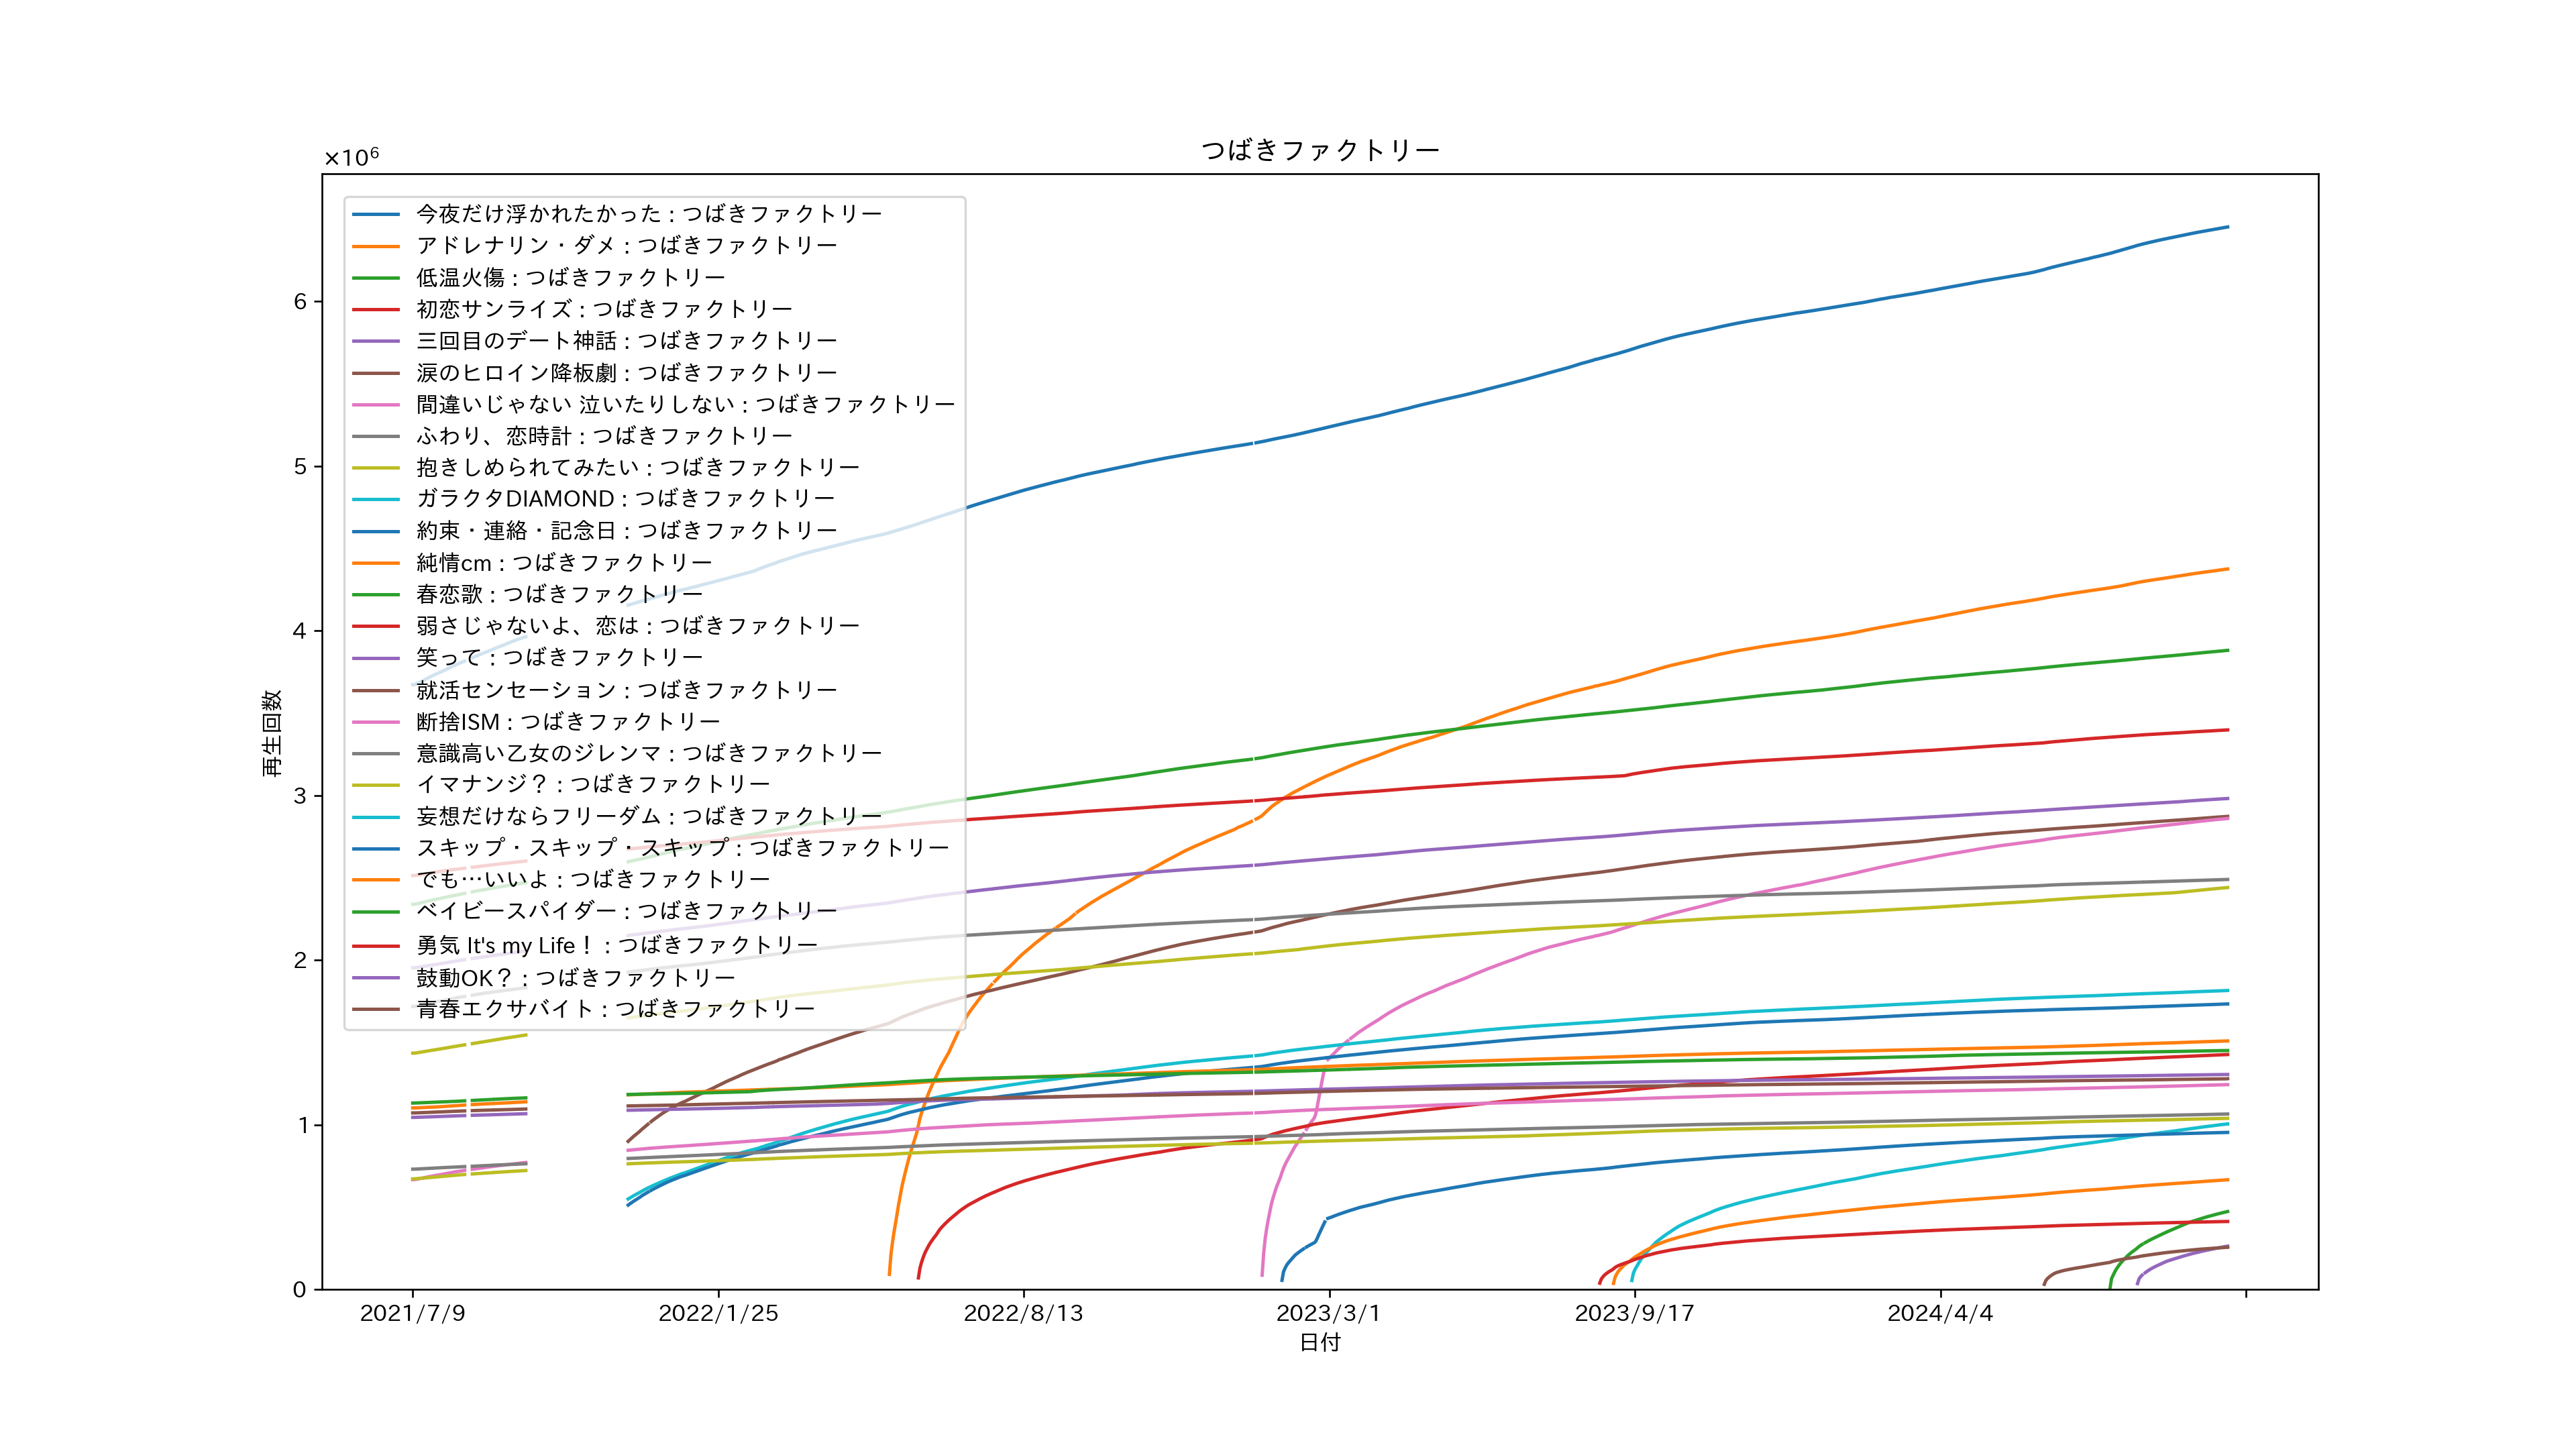 つばきファクトリー
×10⁶
今夜だけ浮かれたかった : つばきファクトリー
アドレナリン・ダメ : つばきファクトリー
低温火傷 : つばきファクトリー
初恋サンライズ : つばきファクトリー
三回目のデート神話 : つばきファクトリー
涙のヒロイン降板劇 : つばきファクトリー
間違いじゃない 泣いたりしない : つばきファクトリー
ふわり、恋時計 : つばきファクトリー
抱きしめられてみたい : つばきファクトリー
ガラクタDIAMOND : つばきファクトリー
約束・連絡・記念日 : つばきファクトリー
純情cm : つばきファクトリー
春恋歌 : つばきファクトリー
弱さじゃないよ、恋は : つばきファクトリー
笑って : つばきファクトリー
就活センセーション : つばきファクトリー
断捨ISM : つばきファクトリー
意識高い乙女のジレンマ : つばきファクトリー
イマナンジ？ : つばきファクトリー
妄想だけならフリーダム : つばきファクトリー
スキップ・スキップ・スキップ : つばきファクトリー
でも…いいよ : つばきファクトリー
ベイビースパイダー : つばきファクトリー
勇気 It's my Life！ : つばきファクトリー
鼓動OK？ : つばきファクトリー
青春エクサバイト : つばきファクトリー
6
5
4
3
2
1
0
再生回数
2021/7/9
2022/1/25
2022/8/13
2023/3/1
2023/9/17
2024/4/4
日付